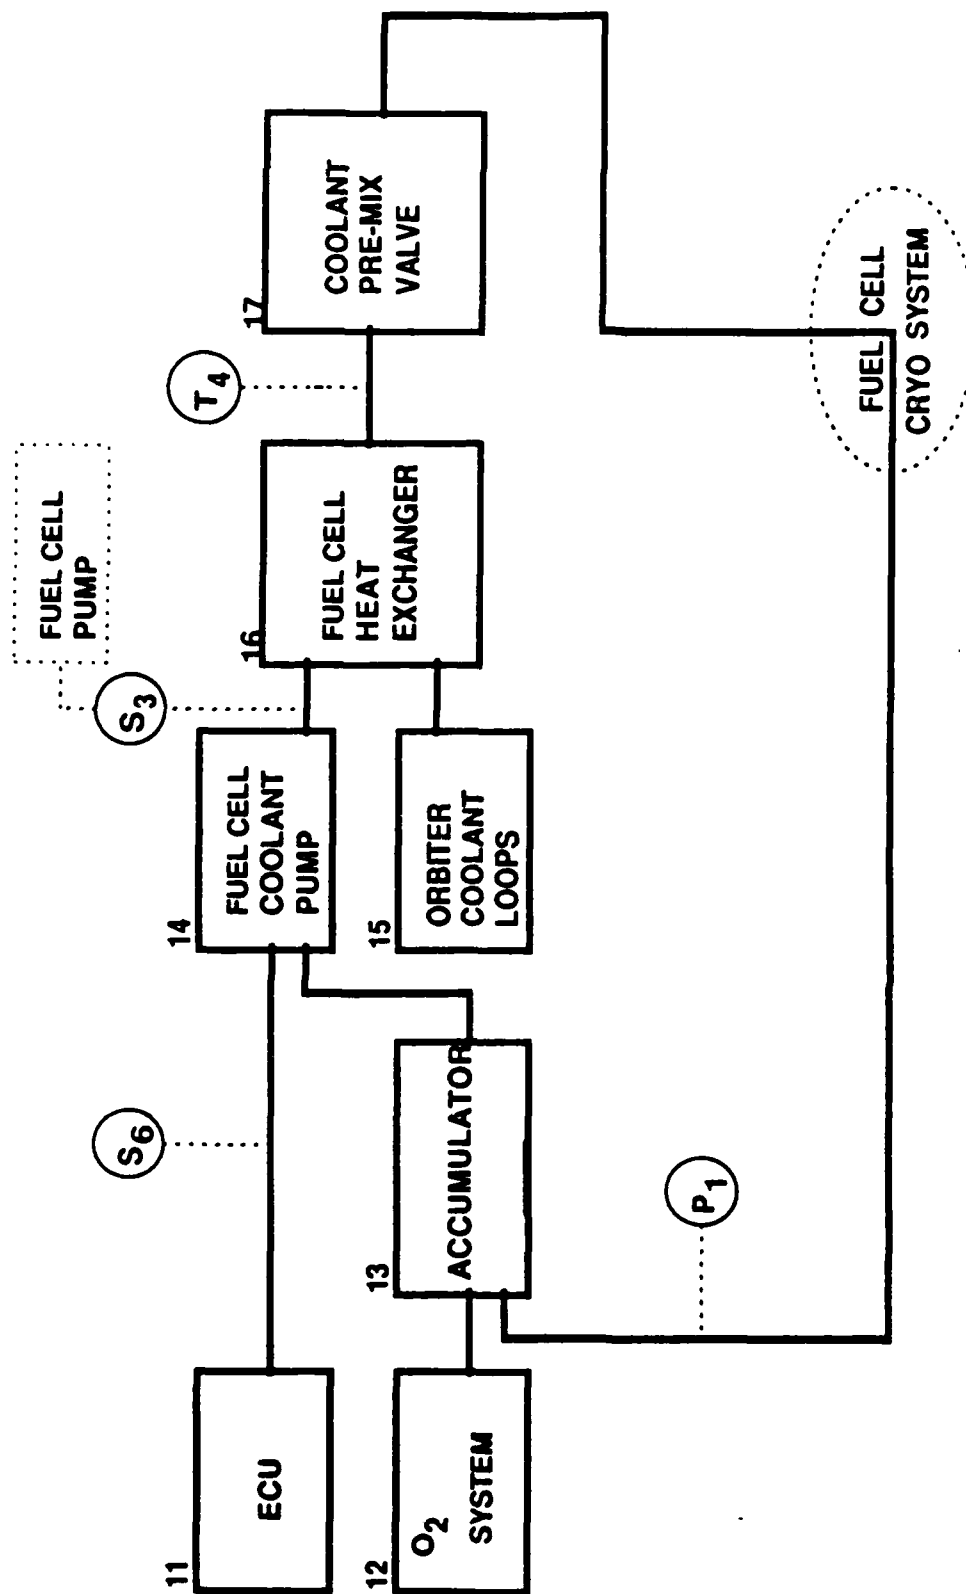 FUEL CELL
PUMP
S6
S3
T4
11
ECU
14
FUEL CELL
COOLANT
PUMP
16
FUEL CELL
HEAT
EXCHANGER
17
COOLANT
PRE-MIX
VALVE
12
O2
SYSTEM
13
ACCUMULATOR
15
ORBITER
COOLANT
LOOPS
P1
FUEL CELL
CRYO SYSTEM